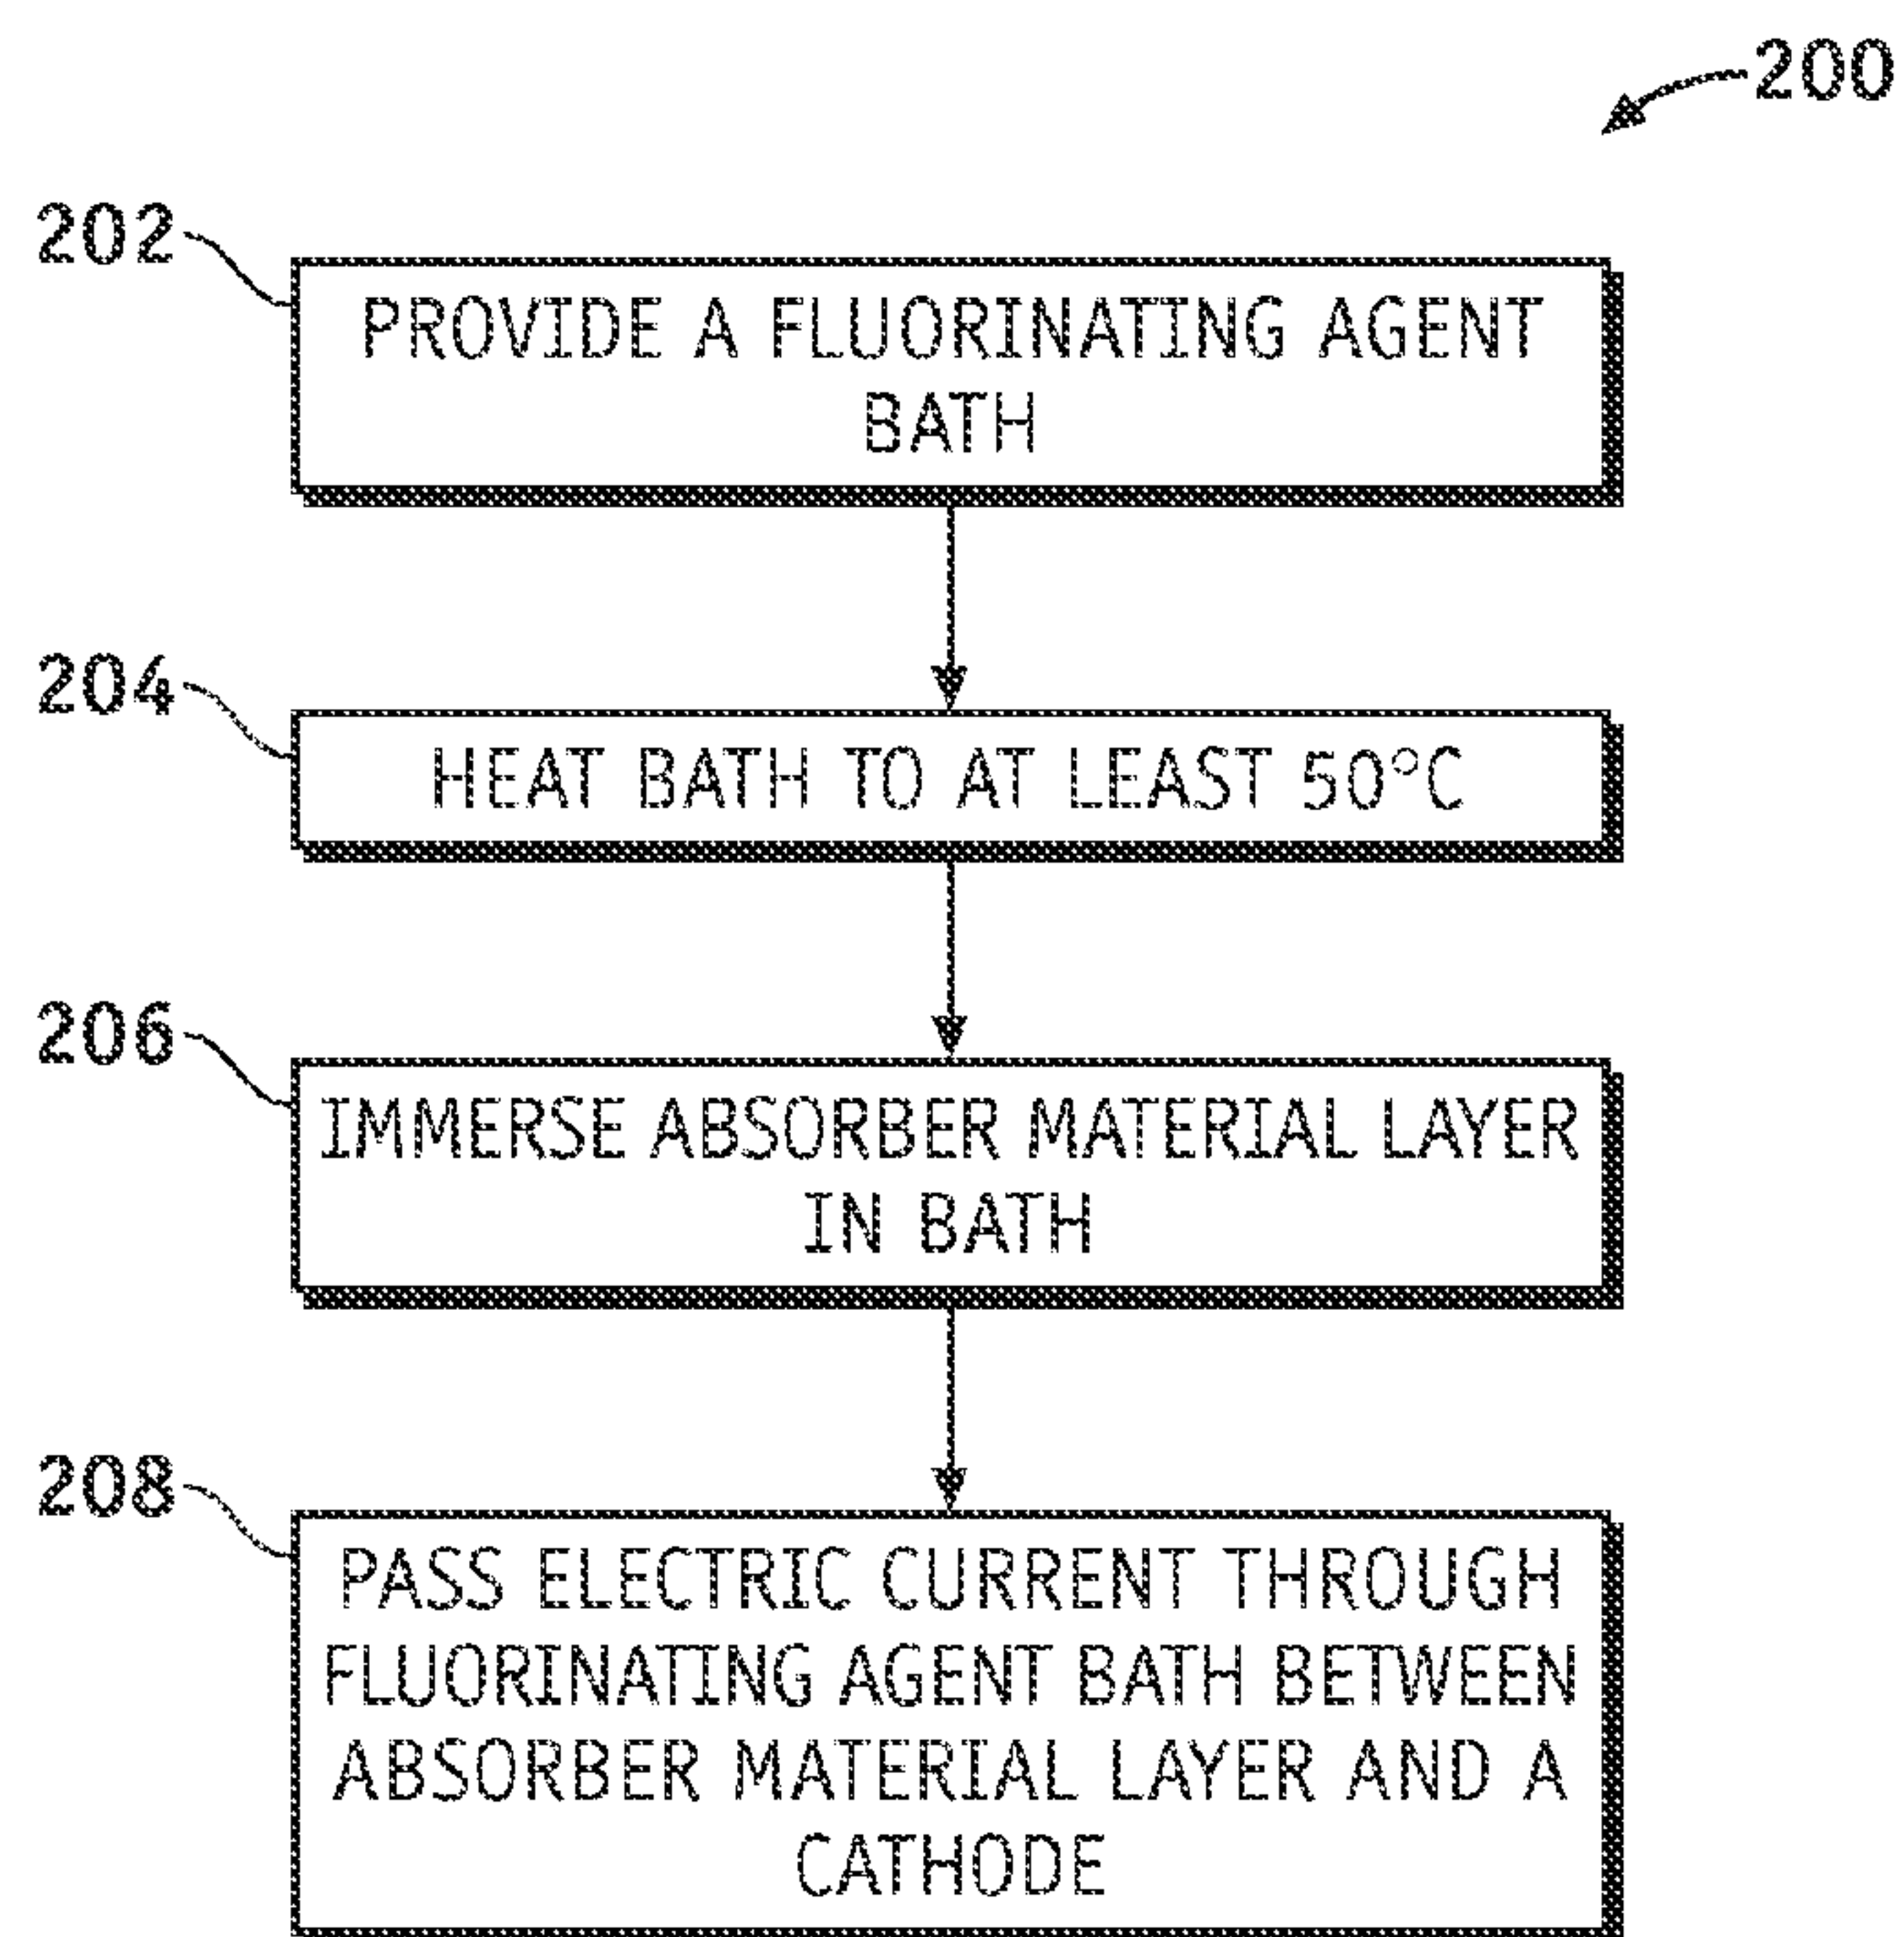 200
202
PROVIDE A FLUORINATING AGENT
BATH
204
HEAT BATH TO AT LEAST 50°C
206
IMMERSE ABSORBER MATERIAL LAYER
IN BATH
208
PASS ELECTRIC CURRENT THROUGH
FLUORINATING AGENT BATH BETWEEN
ABSORBER MATERIAL LAYER AND A
CATHODE